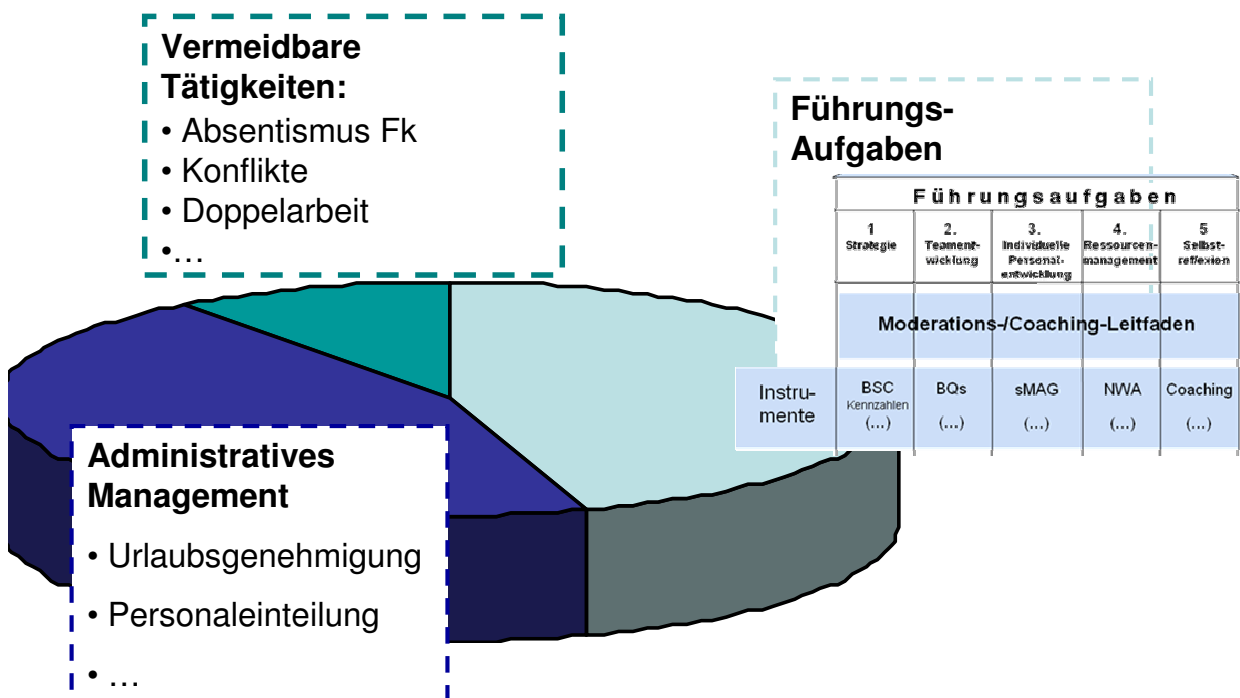 Vermeidbare
Tätigkeiten:
• Absentismus Fk
• Konflikte
• Doppelarbeit
•…
Führungs-
Aufgaben
Führungsaufgaben
1 2. 3. 4. 5
Strategie Teament- Individuelle Ressourcen- Selbst-
wicklung Personal- management reflexion
entwicklung
Moderations-/Coaching-Leitfaden
Instru- BSC BQs sMAG NWA Coaching
mente Kennzahlen
(...) (...) (...) (...) (...)
Administratives
Management
• Urlaubsgenehmigung
• Personaleinteilung
• …